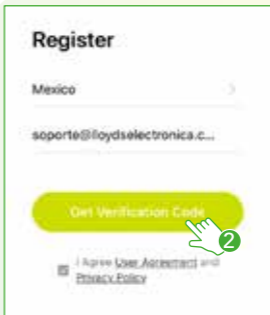 Register
Mexico
soporte@lloydselectronica.c...
Get Verification Code
2
I Agree User Agreement and
Privacy Policy